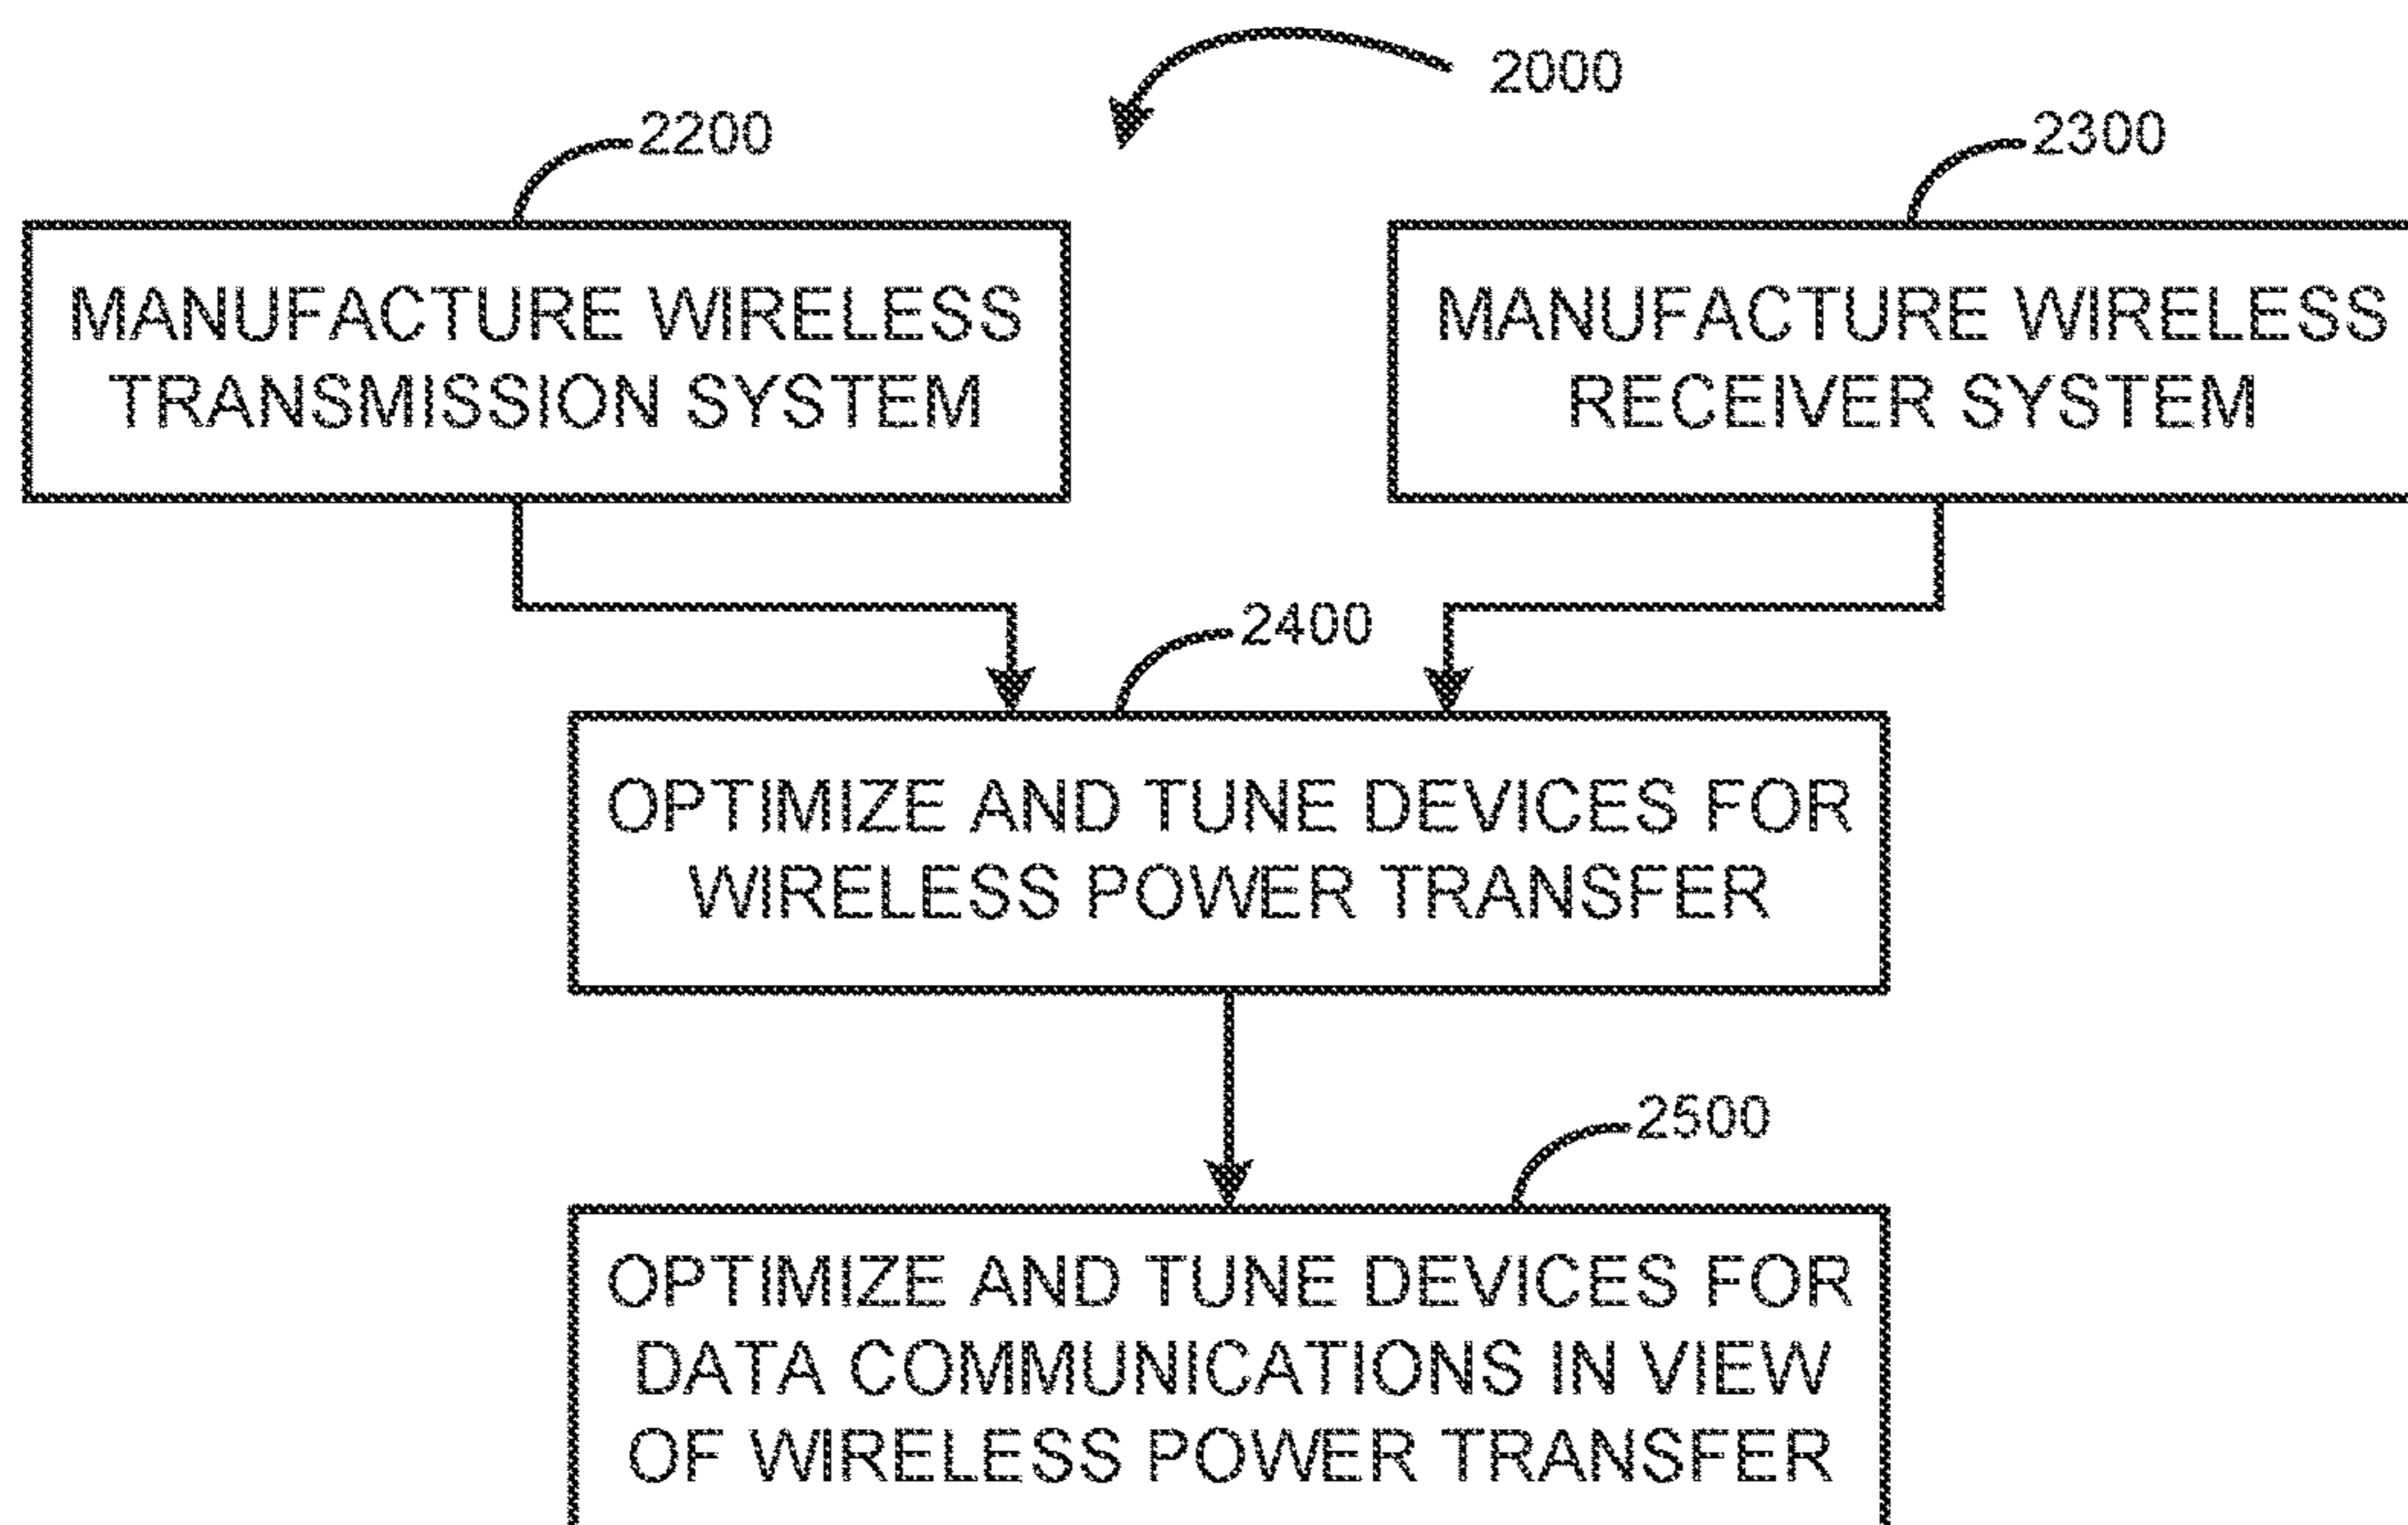 2000
2200
2300
MANUFACTURE WIRELESS
TRANSMISSION SYSTEM
MANUFACTURE WIRELESS
RECEIVER SYSTEM
2400
OPTIMIZE AND TUNE DEVICES FOR
WIRELESS POWER TRANSFER
2500
OPTIMIZE AND TUNE DEVICES FOR
DATA COMMUNICATIONS IN VIEW
OF WIRELESS POWER TRANSFER